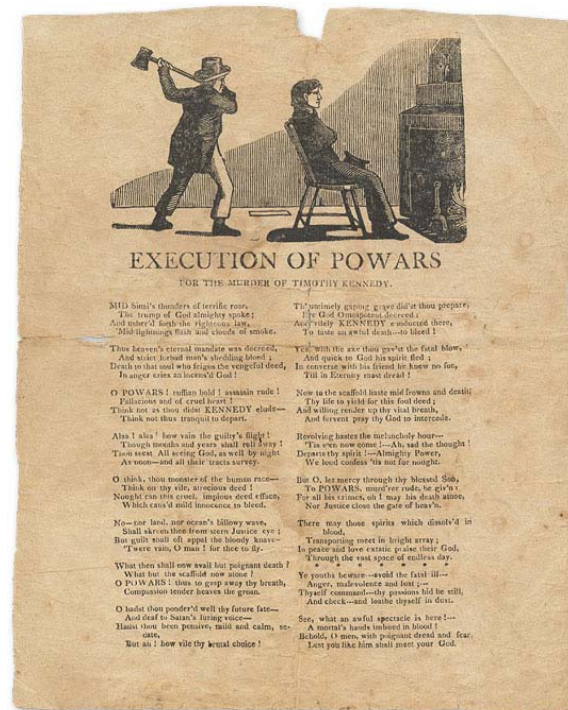 EXECUTION OF POWARS
FOR THE MURDER OF TIMOTHY KENNEDY.
MID Sinai's thunders of terrific roar,
The trump of God almighty spoke;
And usher'd forth the righteous law,
Mid lightnings flash and clouds of smoke.
Thus heaven's eternal mandate was decreed,
And strict forbad man's shedding blood;
Death to that soul who feigns the vengeful deed,
In anger cries an incens'd God!
O POWARS! ruffian bold! assassin rude!
Fallacious and of cruel heart!
Think not as thou didst KENNEDY elude—
Think not thus tranquil to depart.
Alas! alas! how vain the guilty's flight!
Though months and years shall roll away!
Thou seest All seeing God, as well by night
As noon—and all their tracts survey.
O think, thou monster of the human race—
Think on thy vile, atrocious deed!
Nought can this cruel, impious deed efface,
Which caus'd mild innocence to bleed.
No—nor land, nor ocean's billowy wave,
Shall skreen thee from stern Justice eye;
But guilt shall oft appal the bloody knave—
'Twere vain, O man! for thee to fly.
What then shall now avail but poignant death?
What but the scaffold now atone!
O POWARS! thus to gasp away thy breath,
Compassion tender heaves the groan.
O hadst thou ponder'd well thy future fate—
And deaf to Satan's luring voice—
Hadst thou been pensive, mild and calm, se-
date,
But ah! how vile thy brutal choice!
Th' untimely gaping grave did'st thou prepare,
Ere God Omnipotent decreed;
And vilely KENNEDY conducted there,
To taste an awful death---to bleed!
Yes, with the axe thou gav'st the fatal blow,
And quick to God his spirit fled;
In converse with his friend he knew no foe,
Till in Eternity most dread!
Now to the scaffold haste mid frowns and death,
Thy life to yield for this foul deed;
And willing render up thy vital breath,
And fervent pray thy God to intercede.
Revolving hastes the melancholy hour—
'Tis e'en now come!---Ah, sad the thought!
Departs thy spirit!---Almighty Power,
We loud confess 'tis not for nought.
But O, let mercy through thy blessed Son,
To POWARS, murd'rer rude, be giv'n:
For all his crimes, oh! may his death atone,
Nor Justice close the gate of heav'n.
There may those spirits which dissolv'd in
blood,
Transporting meet in bright array;
In peace and love extatic praise their God,
Through the vast space of endless day.
* * * * * * *
Ye youths beware---avoid the fatal ill---
Anger, malevolence and lust;--
Thyself command---thy passions bid be still,
And check---and loathe thyself in dust.
See, what an awful spectacle is here!---
A mortal's hands imbued in blood!
Behold, O men, with poignant dread and fear,
Lest you like him shall meet your God.